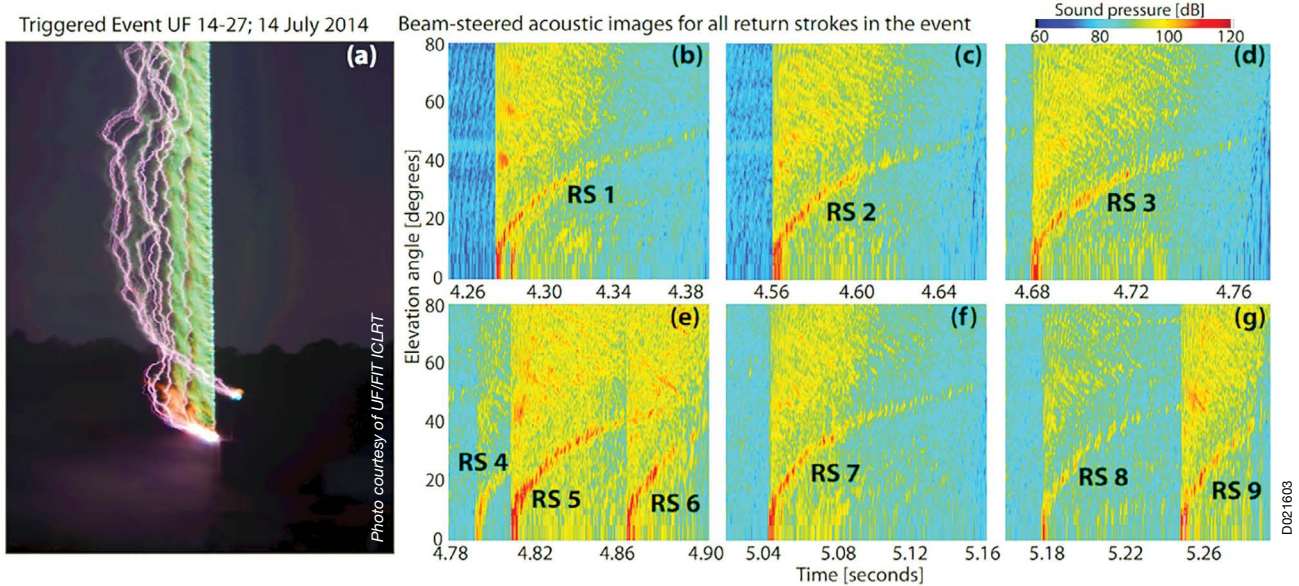 Triggered Event UF 14-27; 14 July 2014
(a)
Photo courtesy of UF/FIT ICLRT
Beam-steered acoustic images for all return strokes in the event
Sound pressure [dB]
60 80 100 120
Elevation angle [degrees]
80
60
40
20
0
(b)
RS 1
4.26 4.30 4.34 4.38
(c)
RS 2
4.56 4.60 4.64
(d)
RS 3
4.68 4.72 4.76
80
60
40
20
0
(e)
RS 4
RS 5
RS 6
4.78 4.82 4.86 4.90
(f)
RS 7
5.04 5.08 5.12 5.16
(g)
RS 8
RS 9
5.18 5.22 5.26
Time [seconds]
D021603